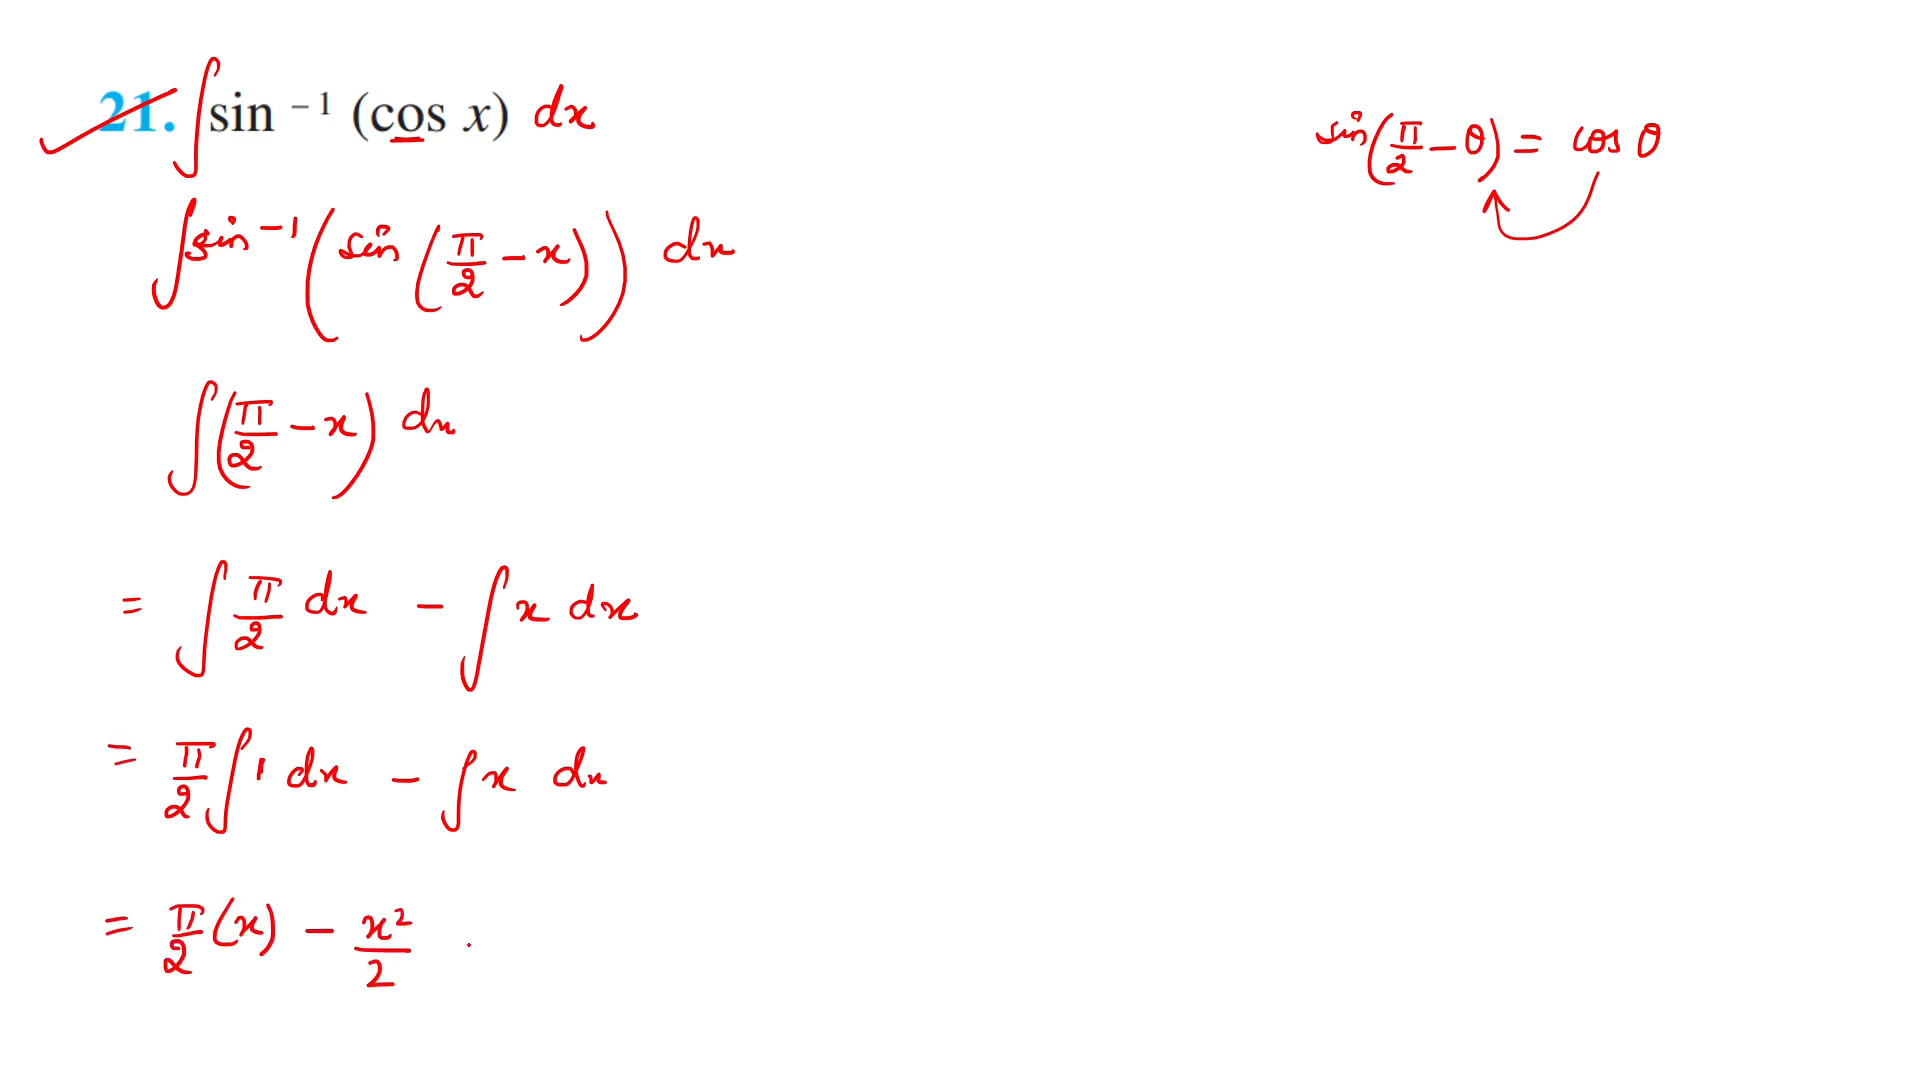 21. ∫ sin⁻¹ (cos x) dx
sin(π/2 − θ) = cos θ
∫ sin⁻¹ (sin (π/2 − x)) dx
∫ (π/2 − x) dx
= ∫ π/2 dx − ∫ x dx
= π/2 ∫ 1 dx − ∫ x dx
= π/2 (x) − x²/2